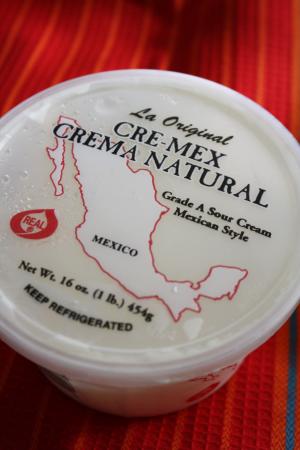 La Original
CRE-MEX
CREMA NATURAL
Grade A Sour Cream
Mexican Style
REAL
MEXICO
Net Wt. 16 oz. (1 lb.) 454g
KEEP REFRIGERATED